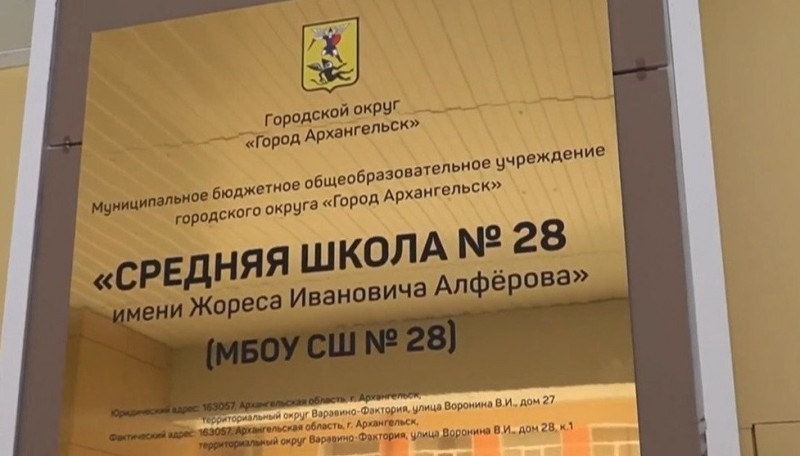 Городской округ
«Город Архангельск»
Муниципальное бюджетное общеобразовательное учреждение
городского округа «Город Архангельск»
«СРЕДНЯЯ ШКОЛА № 28
имени Жореса Ивановича Алфёрова»
(МБОУ СШ № 28)
Юридический адрес: 163057, Архангельская область, г. Архангельск,
территориальный округ Варавино-Фактория, улица Воронина В.И., дом 27
Фактический адрес: 163057, Архангельская область, г. Архангельск,
территориальный округ Варавино-Фактория, улица Воронина В.И., дом 28, к.1